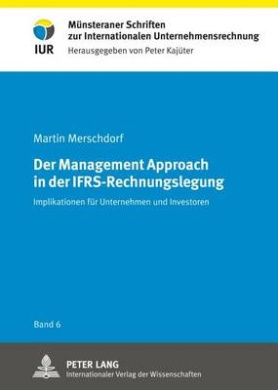 Münsteraner Schriften
zur Internationalen Unternehmensrechnung
IUR
Herausgegeben von Peter Kajüter
Martin Merschdorf
Der Management Approach
in der IFRS-Rechnungslegung
Implikationen für Unternehmen und Investoren
Band 6
PETER LANG
Internationaler Verlag der Wissenschaften